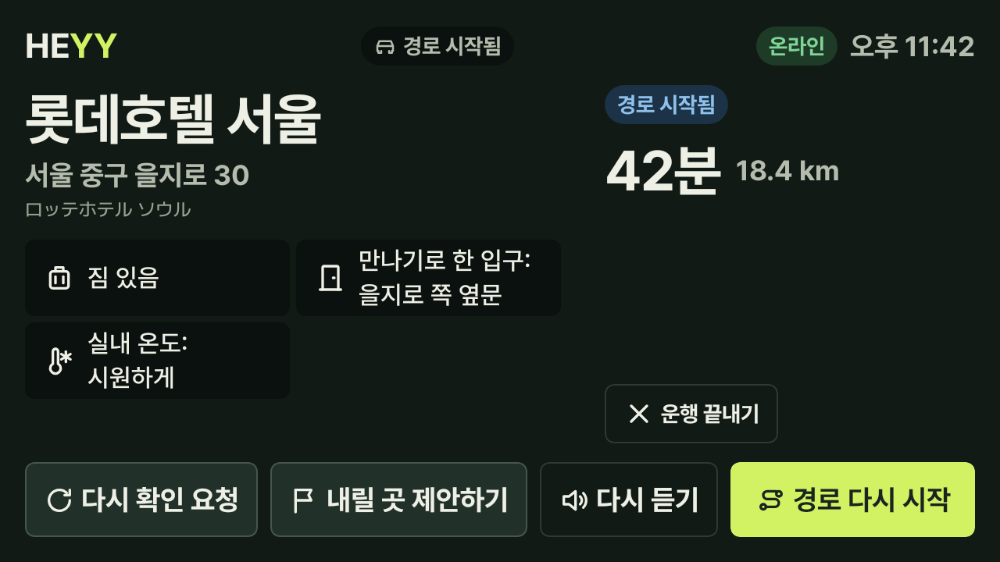 HEYY
경로 시작됨
온라인
오후 11:42
롯데호텔 서울
서울 중구 을지로 30
ロッテホテル ソウル
경로 시작됨
42분 18.4 km
짐 있음
만나기로 한 입구:
을지로 쪽 옆문
실내 온도:
시원하게
운행 끝내기
다시 확인 요청
내릴 곳 제안하기
다시 듣기
경로 다시 시작